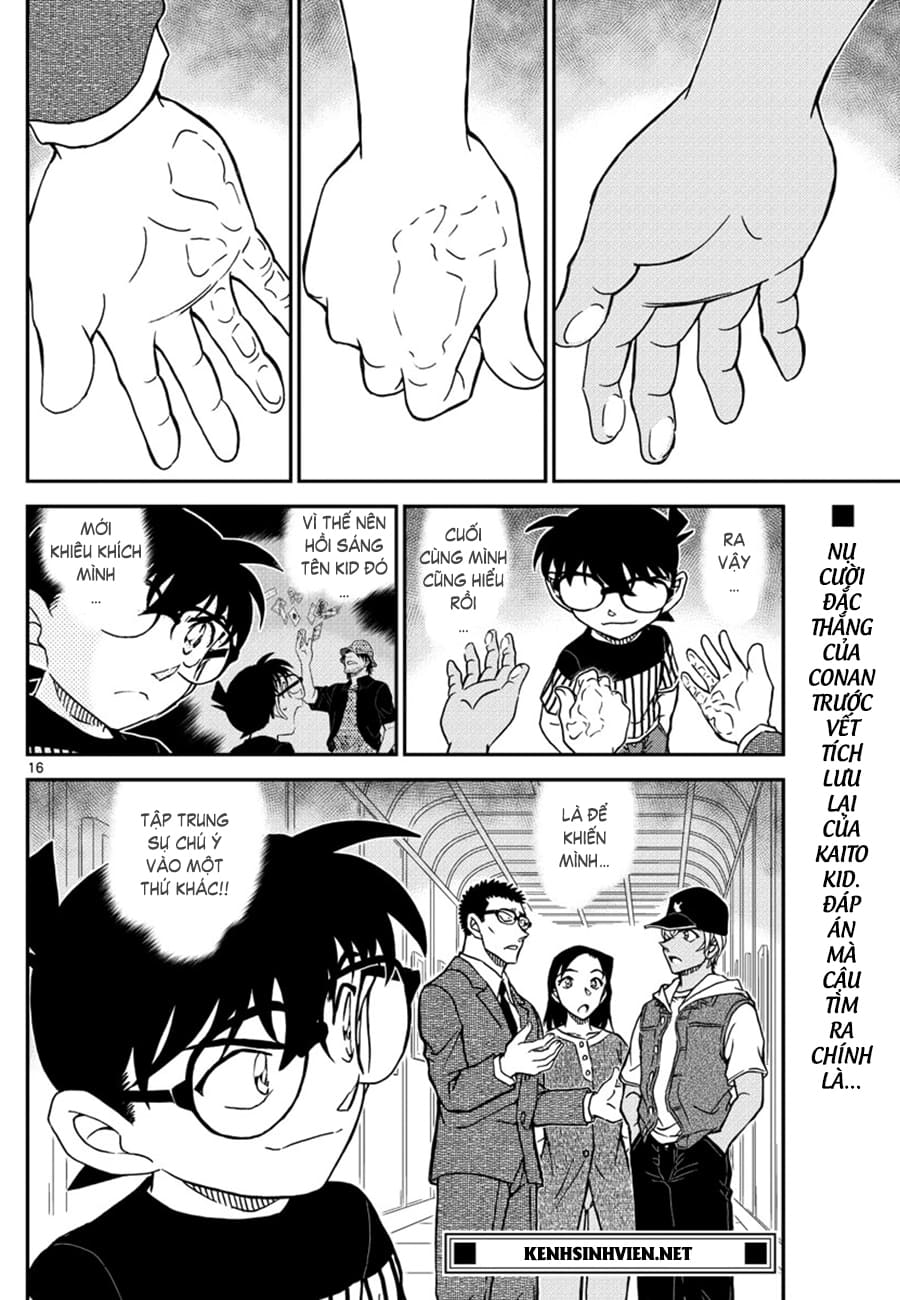 RA
VẬY
...
CUỐI
CÙNG MÌNH
CŨNG HIỂU
RỒI
...
VÌ THẾ NÊN
HỒI SÁNG
TÊN KID ĐÓ
...
MỚI
KHIÊU KHÍCH
MÌNH
...
16
LÀ ĐỂ
KHIẾN
MÌNH...
TẬP TRUNG
SỰ CHÚ Ý
VÀO MỘT
THỨ KHÁC!!
NỤ
CƯỜI
ĐẮC
THẮNG
CỦA
CONAN
TRƯỚC
VẾT
TÍCH
LƯU
LẠI
CỦA
KAITO
KID.
ĐÁP
ÁN
MÀ
CẬU
TÌM
RA
CHÍNH
LÀ...
KENHSINHVIEN.NET